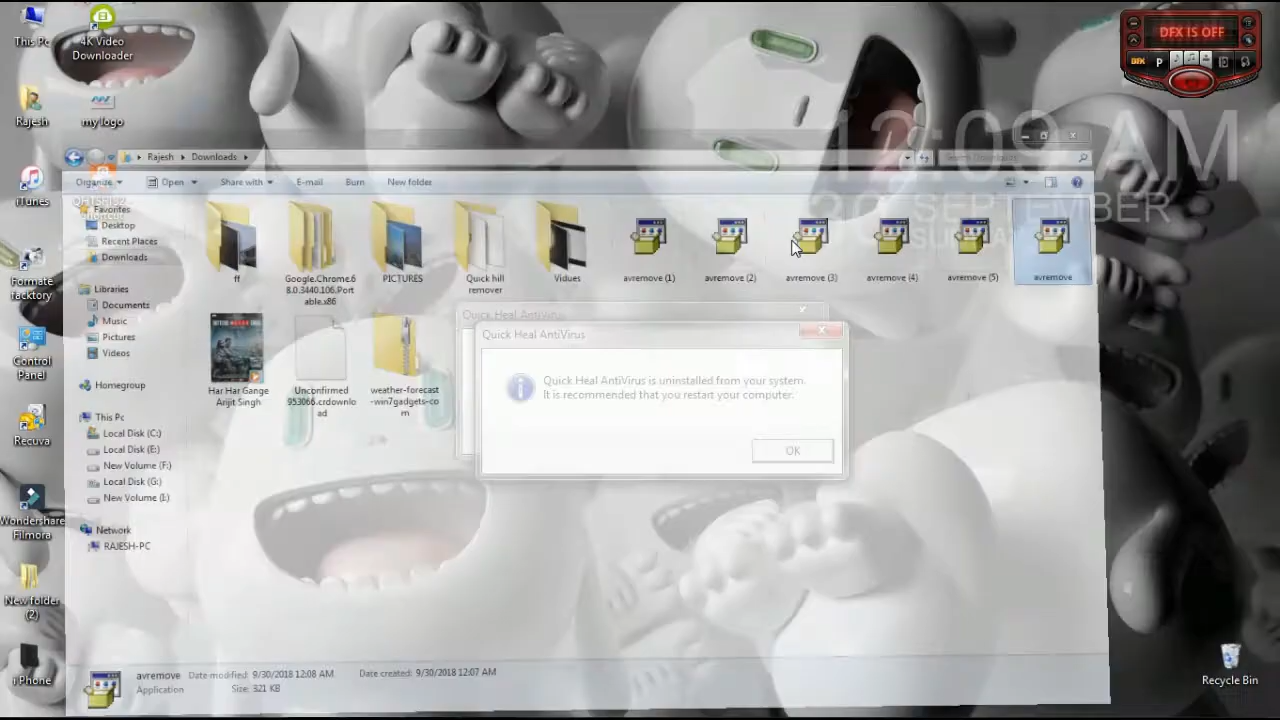 This Pc
4K Video
Downloader
Rajesh
my logo
iTunes
Formate
factory
Control
Panel
Recuva
Wondershare
Filmora
New folder
(2)
i Phone
DFX IS OFF
DFX
P
12:09 AM
SEPTEMBER
Rajesh
Downloads
Search Downloads
Organize
Open
Share with
E-mail
Burn
New folder
Favorites
Desktop
Recent Places
Downloads
Libraries
Documents
Music
Pictures
Videos
Homegroup
This Pc
Local Disk (C:)
Local Disk (E:)
New Volume (F:)
Local Disk (G:)
New Volume (I:)
Network
RAJESH-PC
ff
Google.Chrome.6
8.0.3440.106.Port
able.x86
PICTURES
Quick hill
remover
Vidues
avremove (1)
avremove (2)
avremove (3)
avremove (4)
avremove (5)
avremove
Har Har Gange
Arijit Singh
Unconfirmed
953066.crdownlo
ad
weather-forecast
-win7gadgets-co
m
Quick Heal AntiVirus
Quick Heal AntiVirus
Quick Heal AntiVirus is uninstalled from your system.
It is recommended that you restart your computer.
OK
avremove
Date modified: 9/30/2018 12:08 AM
Date created: 9/30/2018 12:07 AM
Application
Size: 321 KB
Recycle Bin